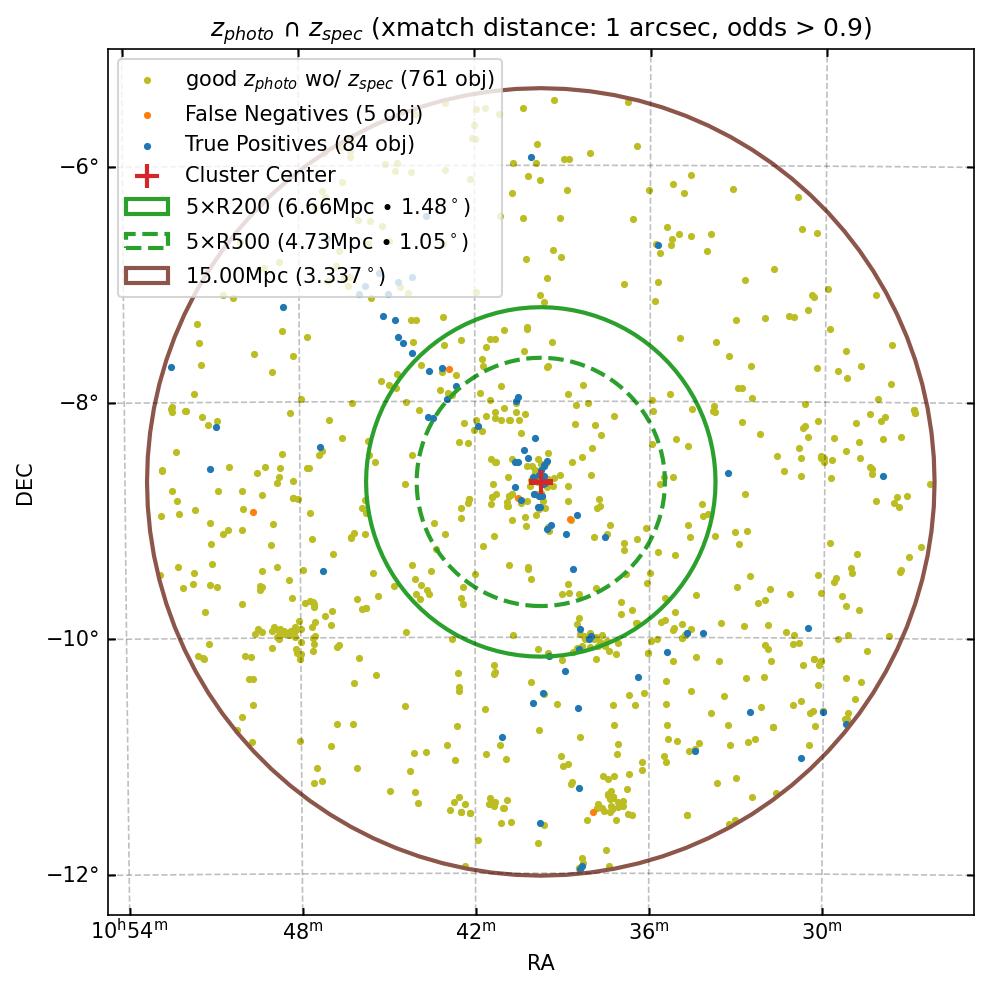 z_photo ∩ z_spec (xmatch distance: 1 arcsec, odds > 0.9)
good z_photo wo/ z_spec (761 obj)
False Negatives (5 obj)
True Positives (84 obj)
Cluster Center
5×R200 (6.66Mpc • 1.48°)
5×R500 (4.73Mpc • 1.05°)
15.00Mpc (3.337°)
DEC
−6°
−8°
−10°
−12°
10ʰ54ᵐ 48ᵐ 42ᵐ 36ᵐ 30ᵐ
RA